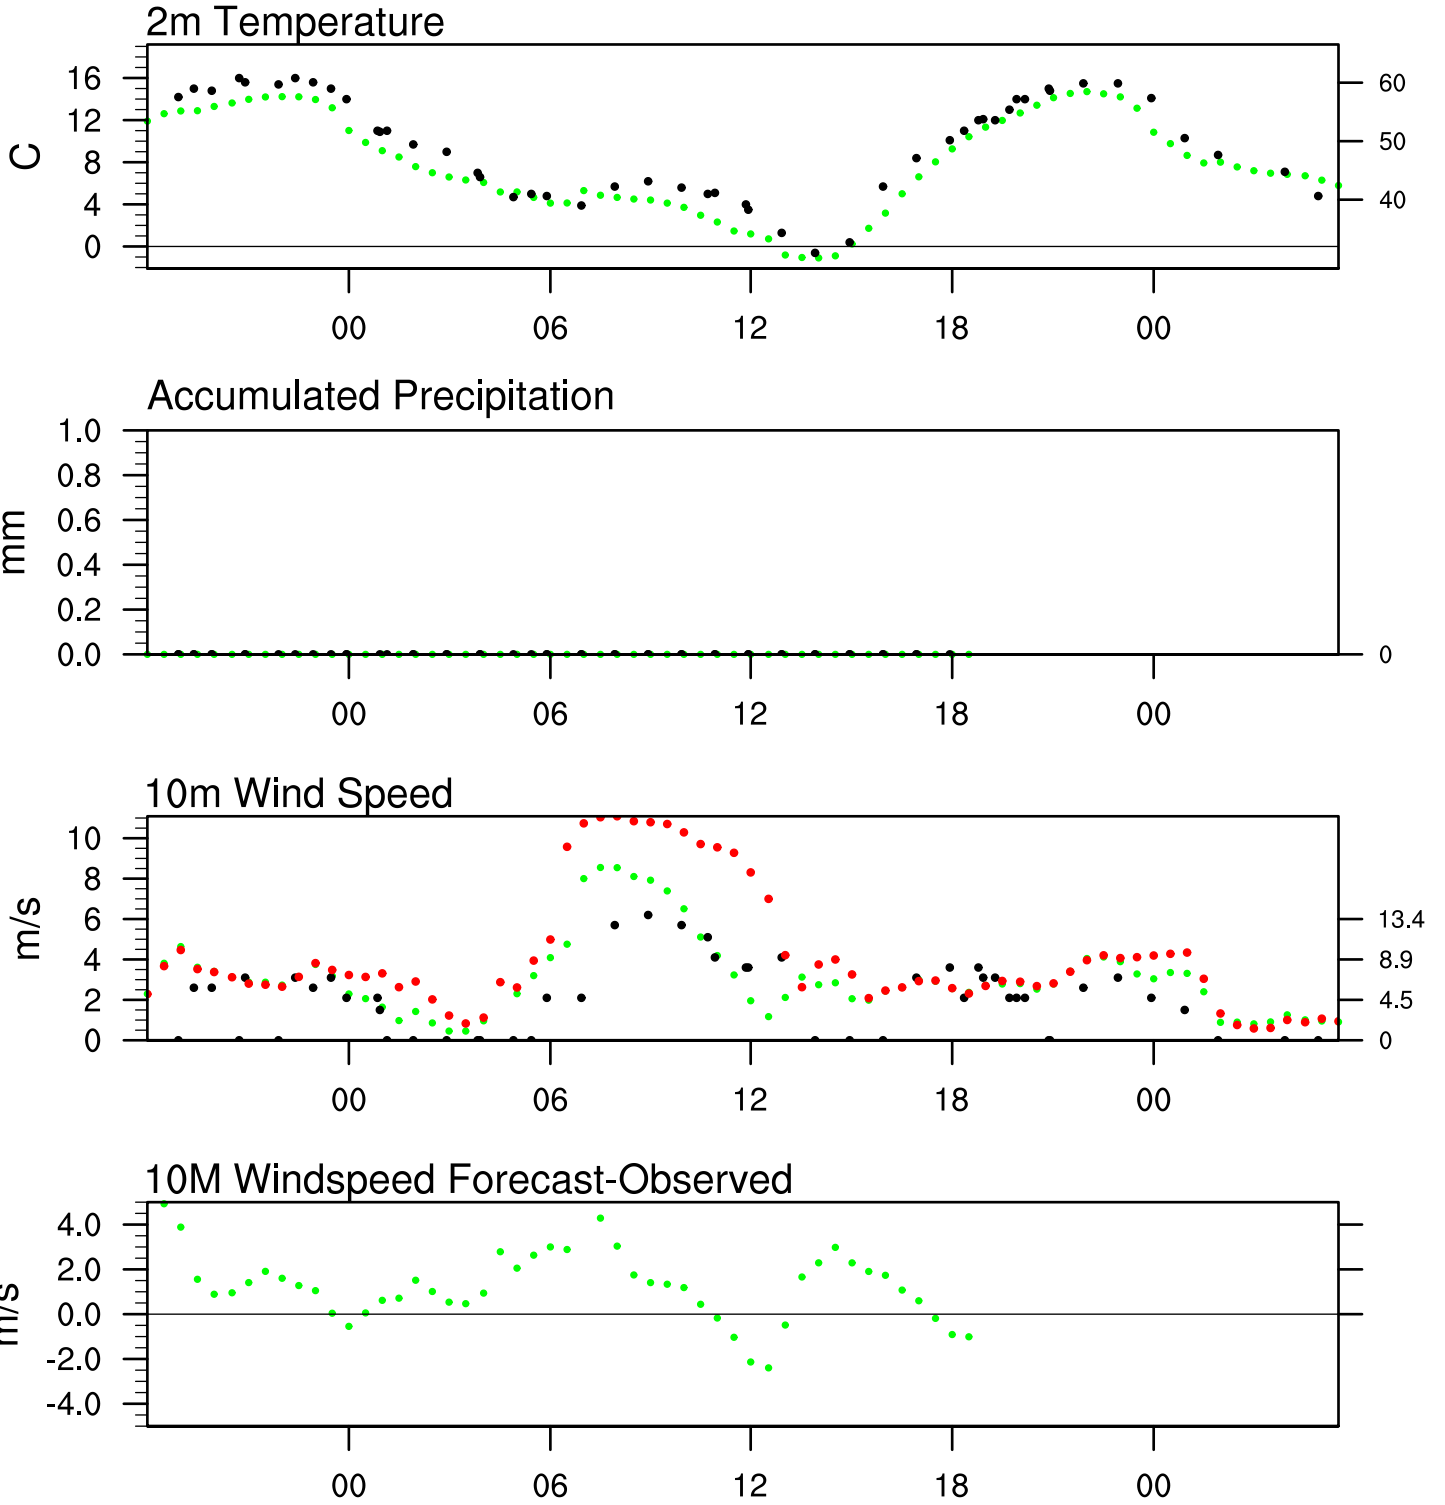 2m Temperature
16
12
8
4
0
C
60
50
40
00 06 12 18 00
Accumulated Precipitation
1.0
0.8
0.6
0.4
0.2
0.0
mm
0
00 06 12 18 00
10m Wind Speed
10
8
6
4
2
0
m/s
13.4
8.9
4.5
0
00 06 12 18 00
10M Windspeed Forecast-Observed
4.0
2.0
0.0
-2.0
-4.0
m/s
00 06 12 18 00